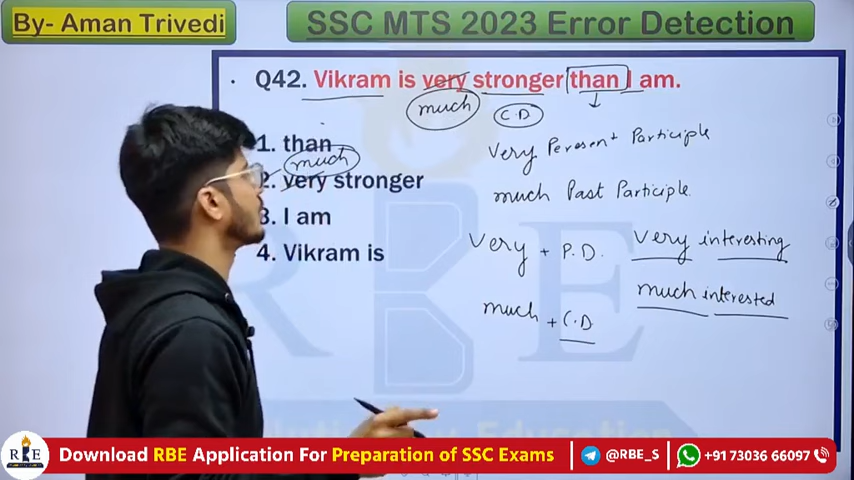 By- Aman Trivedi
SSC MTS 2023 Error Detection
Q42. Vikram is very stronger than I am.
much
C.D
1. than
much
2. very stronger
3. I am
4. Vikram is
very Peresent Participle
much Past Participle
Very + P.D. Very interesting
much + C.D much interested
RBE
Download RBE Application For Preparation of SSC Exams @RBE_S +91 73036 66097